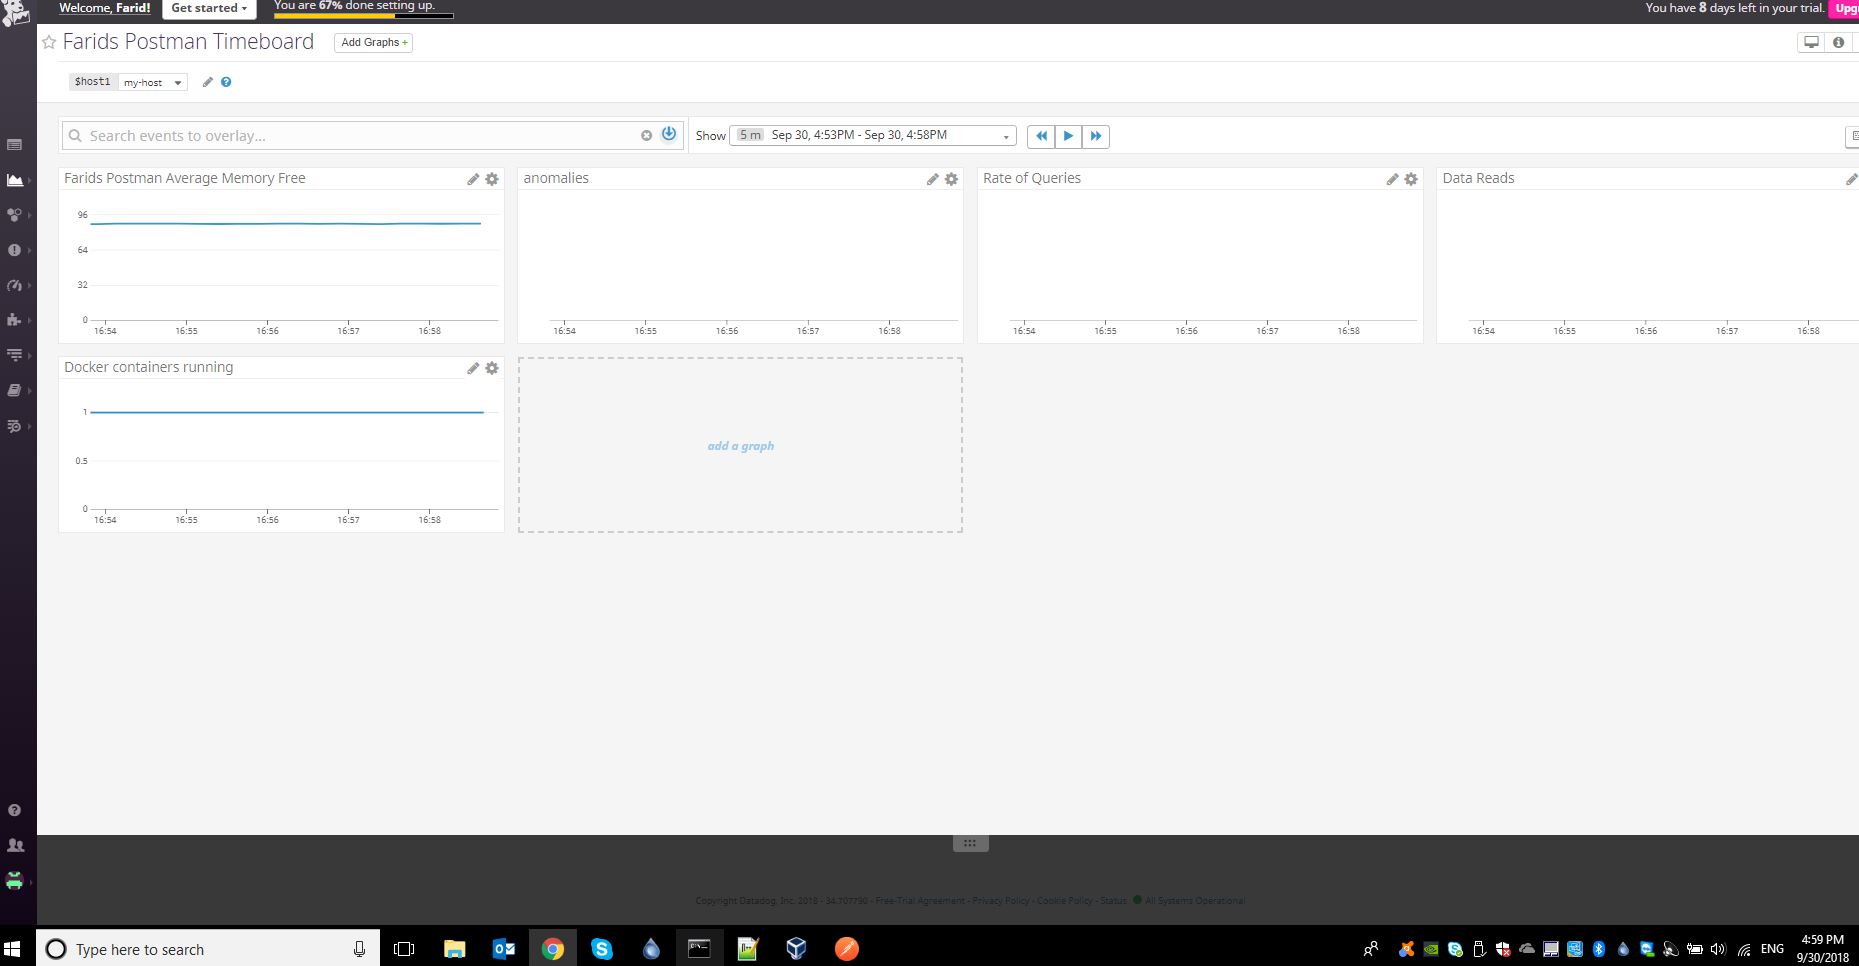 Welcome, Farid!
Get started
You are 67% done setting up.
You have 8 days left in your trial.
Farids Postman Timeboard
Add Graphs +
$host1
my-host
Search events to overlay...
Show
5 m
Sep 30, 4:53PM - Sep 30, 4:58PM
Farids Postman Average Memory Free
96
64
32
0
16:54 16:55 16:56 16:57 16:58
anomalies
16:54 16:55 16:56 16:57 16:58
Rate of Queries
16:54 16:55 16:56 16:57 16:58
Data Reads
16:54 16:55 16:56 16:57 16:58
Docker containers running
1
0.5
0
16:54 16:55 16:56 16:57 16:58
add a graph
Copyright Datadog, Inc. 2018 - 34.707790 - Free-Trial Agreement - Privacy Policy - Cookie Policy - Status All Systems Operational
Type here to search
ENG
4:59 PM
9/30/2018